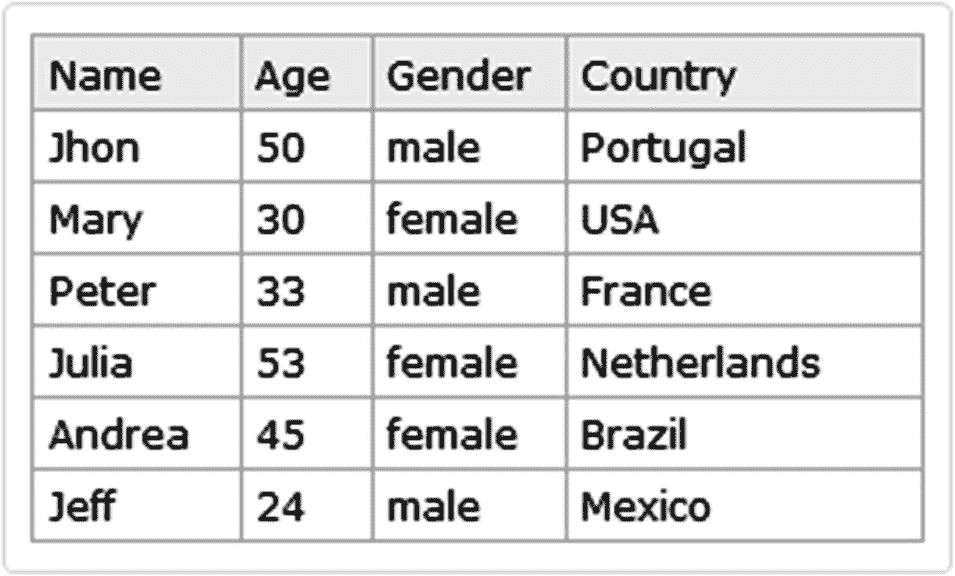 Name Age Gender Country
Jhon 50 male Portugal
Mary 30 female USA
Peter 33 male France
Julia 53 female Netherlands
Andrea 45 female Brazil
Jeff 24 male Mexico